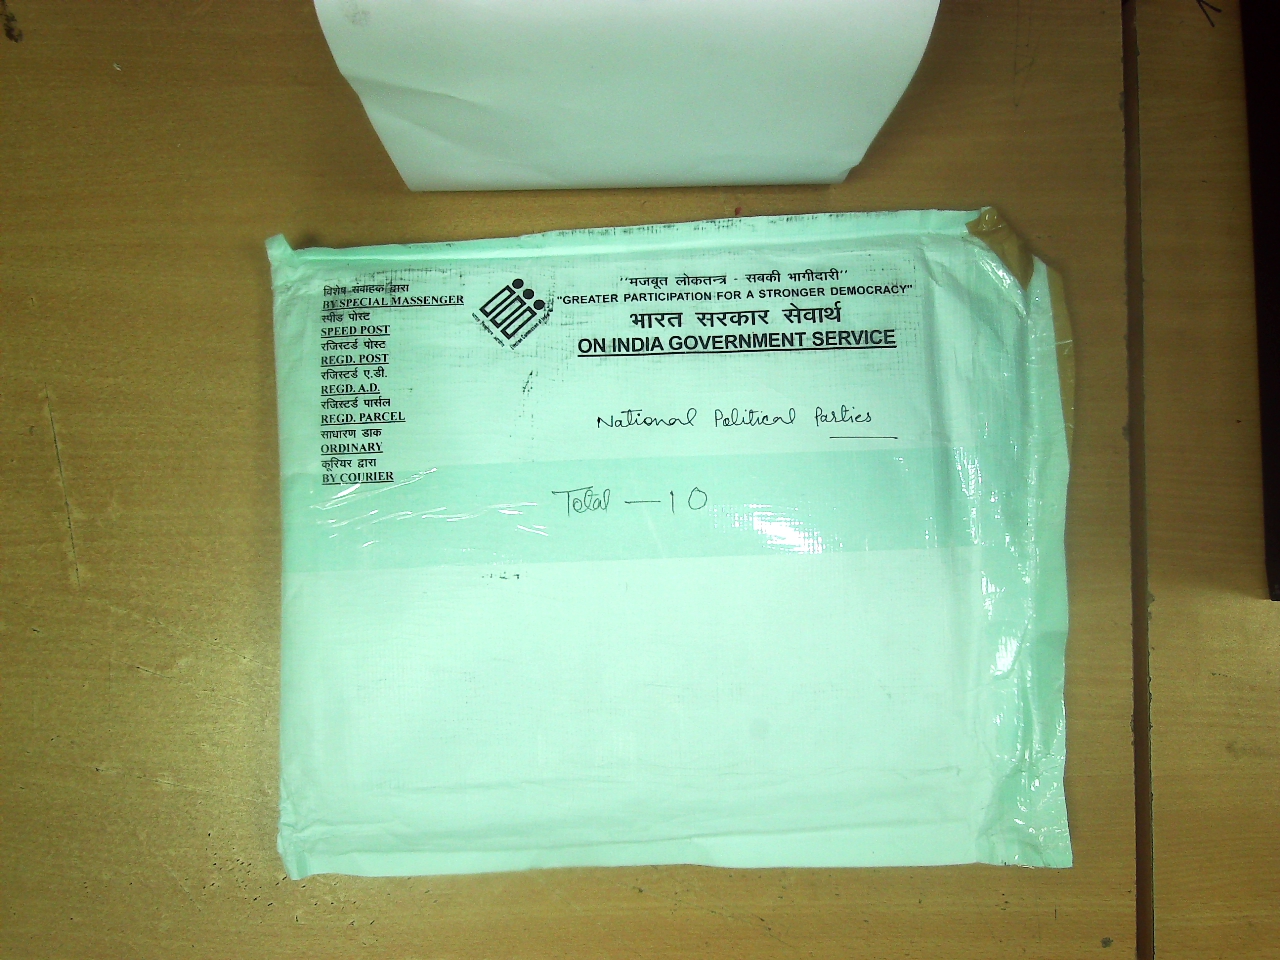 विशेष संवाहक द्वारा
BY SPECIAL MASSENGER
स्पीड पोस्ट
SPEED POST
रजिस्टर्ड पोस्ट
REGD. POST
रजिस्टर्ड ए.डी.
REGD. A.D.
रजिस्टर्ड पार्सल
REGD. PARCEL
साधारण डाक
ORDINARY
कूरियर द्वारा
BY COURIER
"मजबूत लोकतन्त्र - सबकी भागीदारी"
"GREATER PARTICIPATION FOR A STRONGER DEMOCRACY"
भारत सरकार सेवार्थ
ON INDIA GOVERNMENT SERVICE
National Political Parties
Total — 10